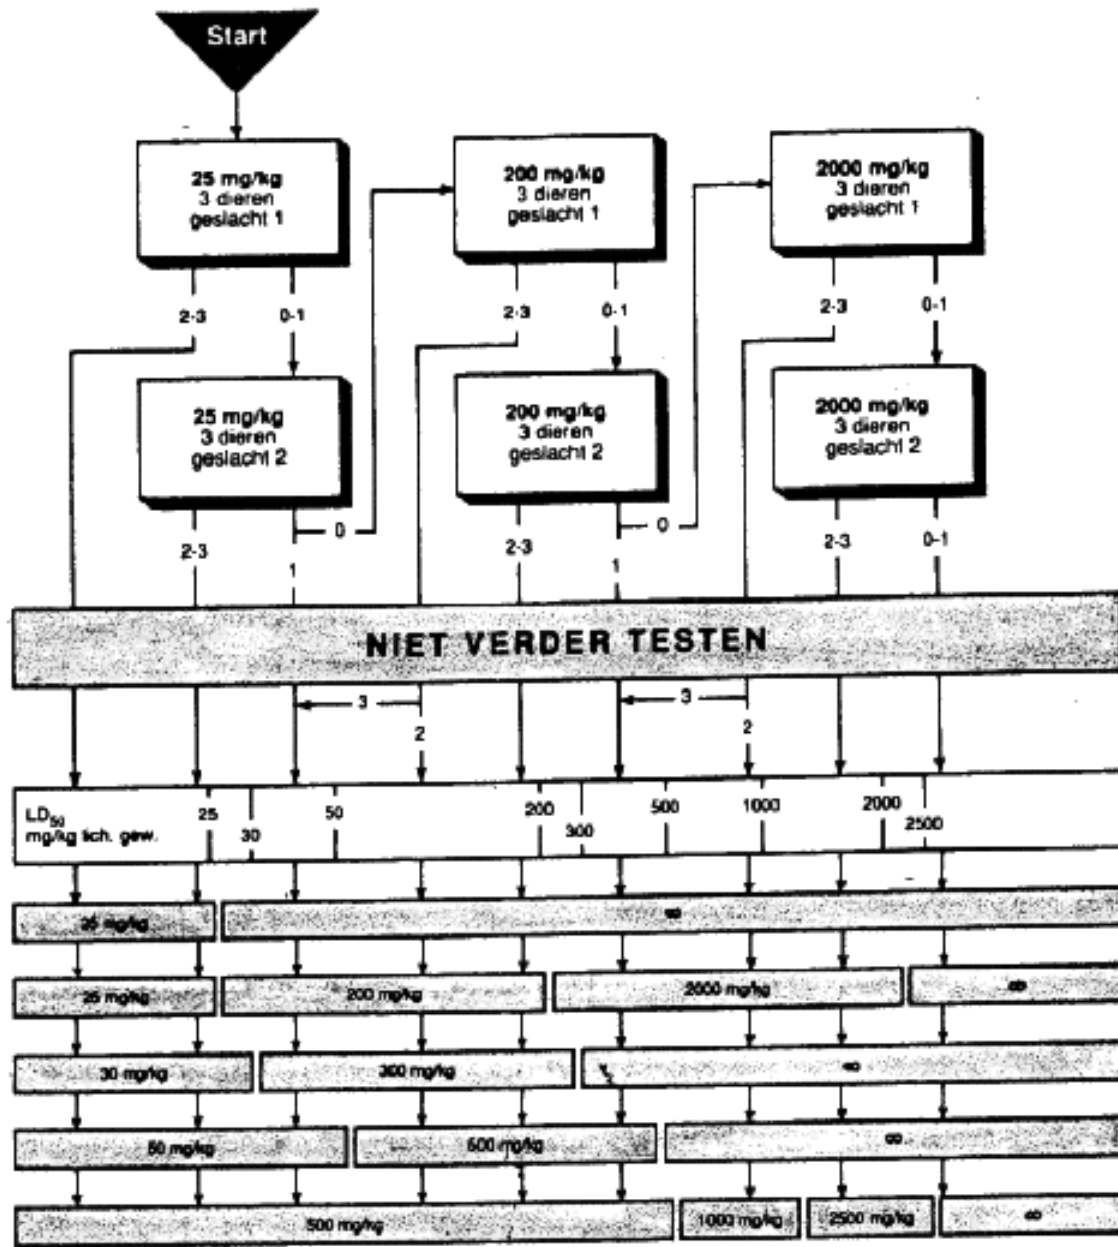 Start
25 mg/kg
3 dieren
geslacht 1
200 mg/kg
3 dieren
geslacht 1
2000 mg/kg
3 dieren
geslacht 1
2-3
0-1
2-3
0-1
2-3
0-1
25 mg/kg
3 dieren
geslacht 2
200 mg/kg
3 dieren
geslacht 2
2000 mg/kg
3 dieren
geslacht 2
0
0
2-3
1
2-3
1
2-3
0-1
NIET VERDER TESTEN
3
2
3
2
LD50
mg/kg lich. gew.
25
30
50
200
300
500
1000
2000
2500
25 mg/kg
∞
25 mg/kg
200 mg/kg
2000 mg/kg
∞
30 mg/kg
300 mg/kg
∞
50 mg/kg
500 mg/kg
∞
500 mg/kg
1000 mg/kg
2500 mg/kg
∞